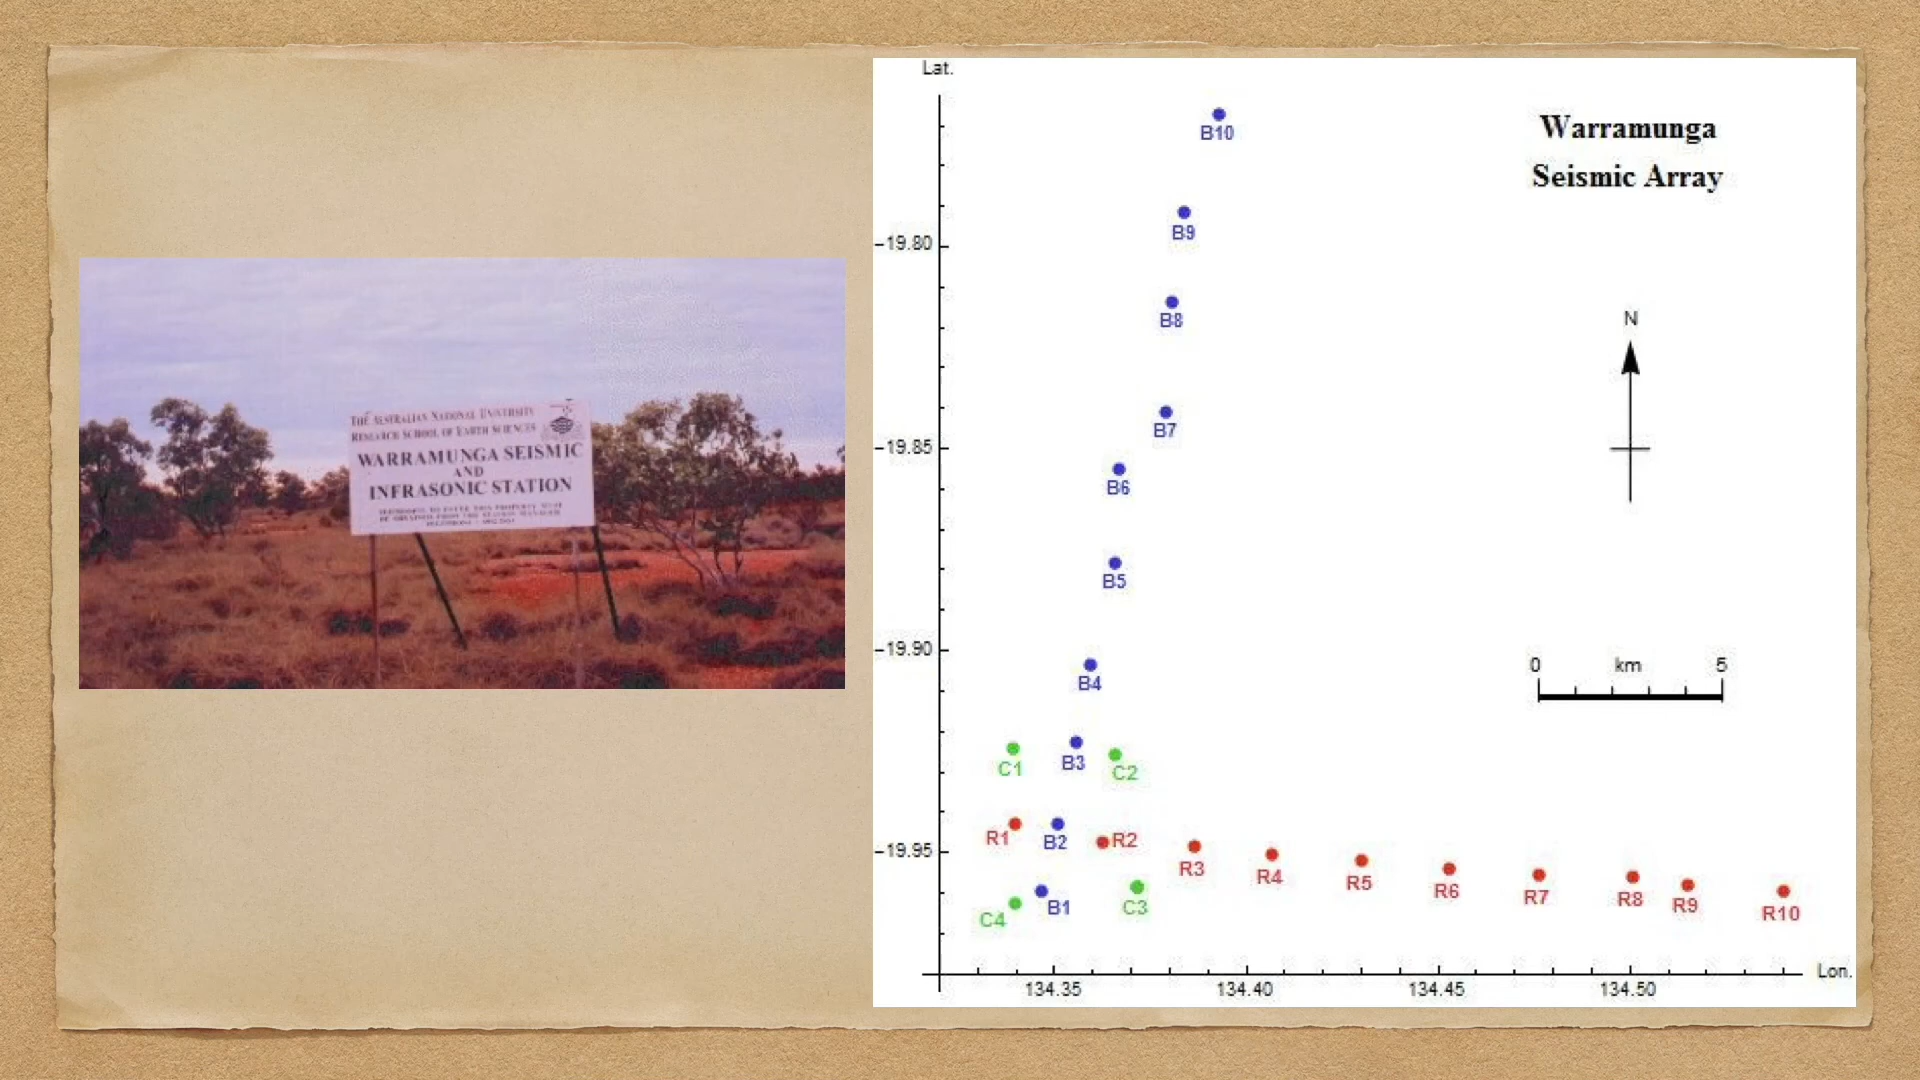 THE AUSTRALIAN NATIONAL UNIVERSITY
RESEARCH SCHOOL OF EARTH SCIENCES
WARRAMUNGA SEISMIC
AND
INFRASONIC STATION
Lat.
Warramunga
Seismic Array
B10
B9
-19.80
B8
N
B7
-19.85
B6
B5
-19.90
0 km 5
B4
B3
C1
C2
R1
B2
R2
-19.95
R3
R4
R5
R6
R7
R8
R9
R10
C4
B1
C3
Lon.
134.35 134.40 134.45 134.50